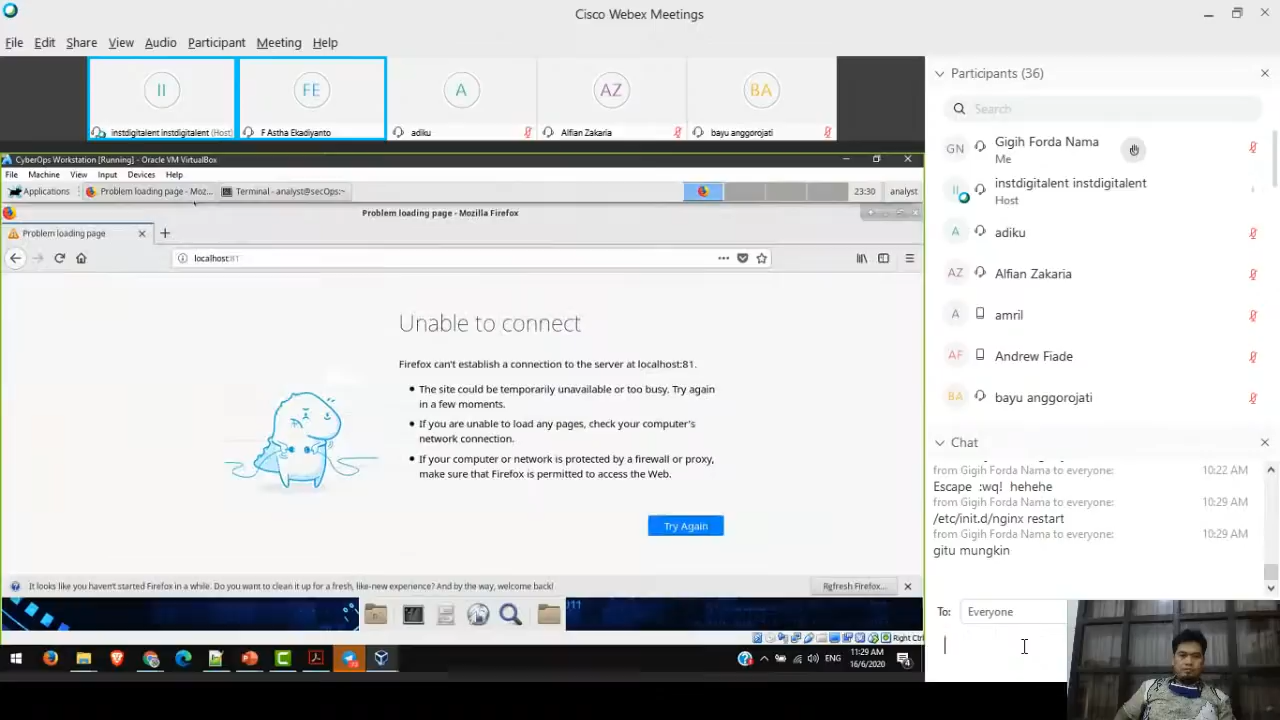 Cisco Webex Meetings
File Edit Share View Audio Participant Meeting Help
II
FE
A
AZ
BA
instdigitalent instdigitalent (Host)
F Astha Ekadiyanto
adiku
Alfian Zakaria
bayu anggorojati
CyberOps Workstation [Running] - Oracle VM VirtualBox
File Machine View Input Devices Help
Applications
Problem loading page - Moz...
Terminal - analyst@secOps:~
23:30
analyst
Problem loading page - Mozilla Firefox
Problem loading page
localhost:81
Unable to connect
Firefox can't establish a connection to the server at localhost:81.
The site could be temporarily unavailable or too busy. Try again
in a few moments.
If you are unable to load any pages, check your computer's
network connection.
If your computer or network is protected by a firewall or proxy,
make sure that Firefox is permitted to access the Web.
Try Again
It looks like you haven't started Firefox in a while. Do you want to clean it up for a fresh, like-new experience? And by the way, welcome back!
Refresh Firefox...
Right Ctrl
ENG
11:29 AM
16/6/2020
4
Participants (36)
Search
GN
Gigih Forda Nama
Me
II
instdigitalent instdigitalent
Host
A
adiku
AZ
Alfian Zakaria
A
amril
AF
Andrew Fiade
BA
bayu anggorojati
Chat
from Gigih Forda Nama to everyone: 10:22 AM
Escape :wq! hehehe
from Gigih Forda Nama to everyone: 10:29 AM
/etc/init.d/nginx restart
from Gigih Forda Nama to everyone: 10:29 AM
gitu mungkin
To: Everyone